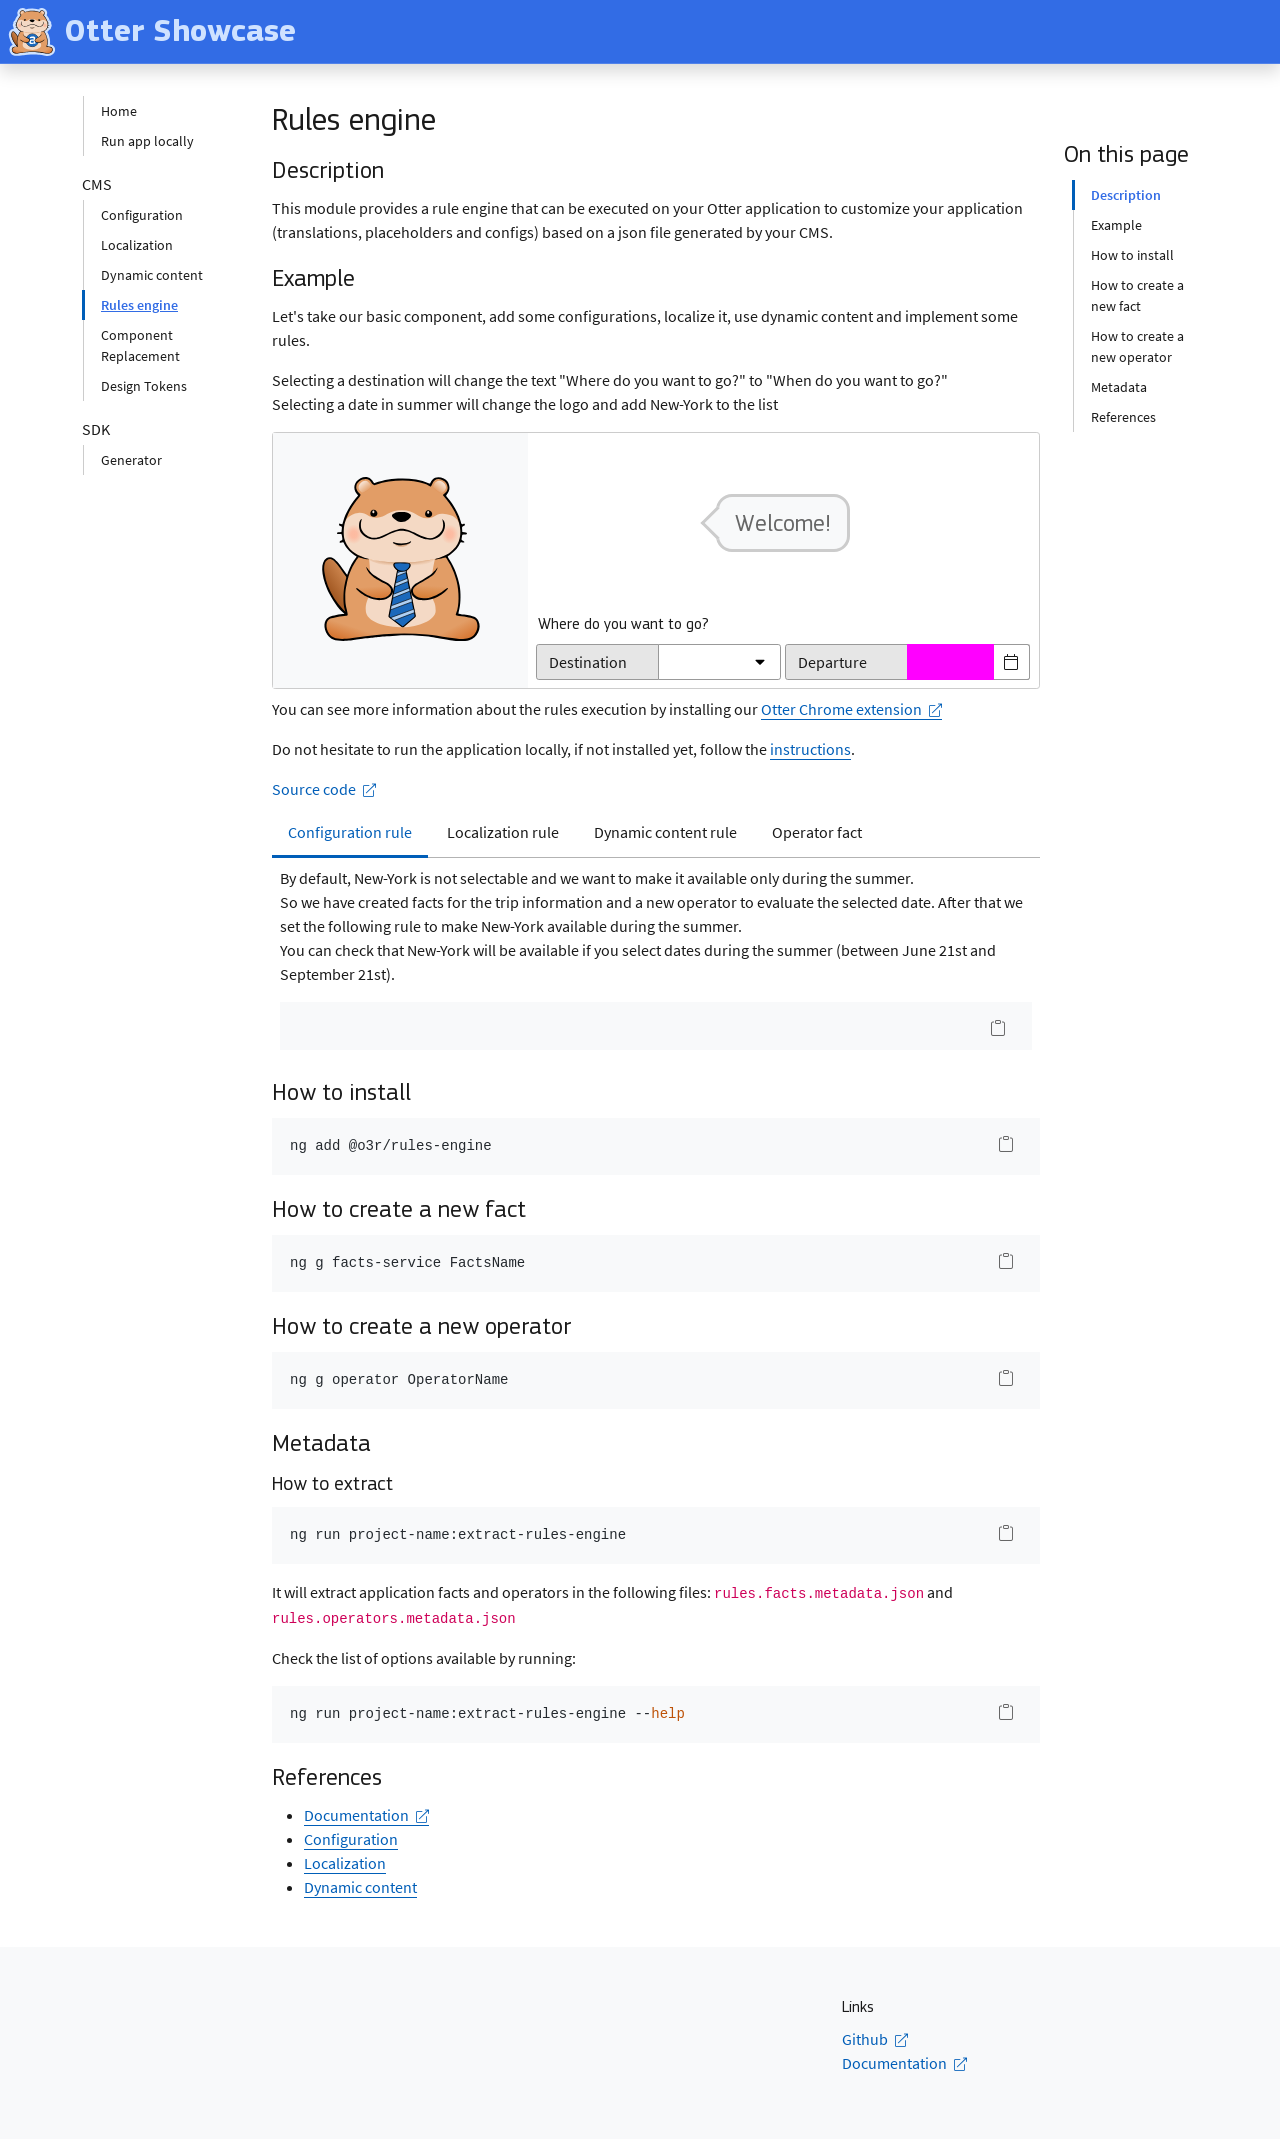 Otter Showcase
Home
Run app locally
CMS
Configuration
Localization
Dynamic content
Rules engine
Component
Replacement
Design Tokens
SDK
Generator
Rules engine
Description
This module provides a rule engine that can be executed on your Otter application to customize your application
(translations, placeholders and configs) based on a json file generated by your CMS.
Example
Let's take our basic component, add some configurations, localize it, use dynamic content and implement some
rules.
Selecting a destination will change the text "Where do you want to go?" to "When do you want to go?"
Selecting a date in summer will change the logo and add New-York to the list
Welcome!
Where do you want to go?
Destination
Departure
You can see more information about the rules execution by installing our Otter Chrome extension
Do not hesitate to run the application locally, if not installed yet, follow the instructions.
Source code
Configuration rule Localization rule Dynamic content rule Operator fact
By default, New-York is not selectable and we want to make it available only during the summer.
So we have created facts for the trip information and a new operator to evaluate the selected date. After that we
set the following rule to make New-York available during the summer.
You can check that New-York will be available if you select dates during the summer (between June 21st and
September 21st).
How to install
ng add @o3r/rules-engine
How to create a new fact
ng g facts-service FactsName
How to create a new operator
ng g operator OperatorName
Metadata
How to extract
ng run project-name:extract-rules-engine
It will extract application facts and operators in the following files: rules.facts.metadata.json and
rules.operators.metadata.json
Check the list of options available by running:
ng run project-name:extract-rules-engine --help
References
Documentation
Configuration
Localization
Dynamic content
On this page
Description
Example
How to install
How to create a
new fact
How to create a
new operator
Metadata
References
Links
Github
Documentation